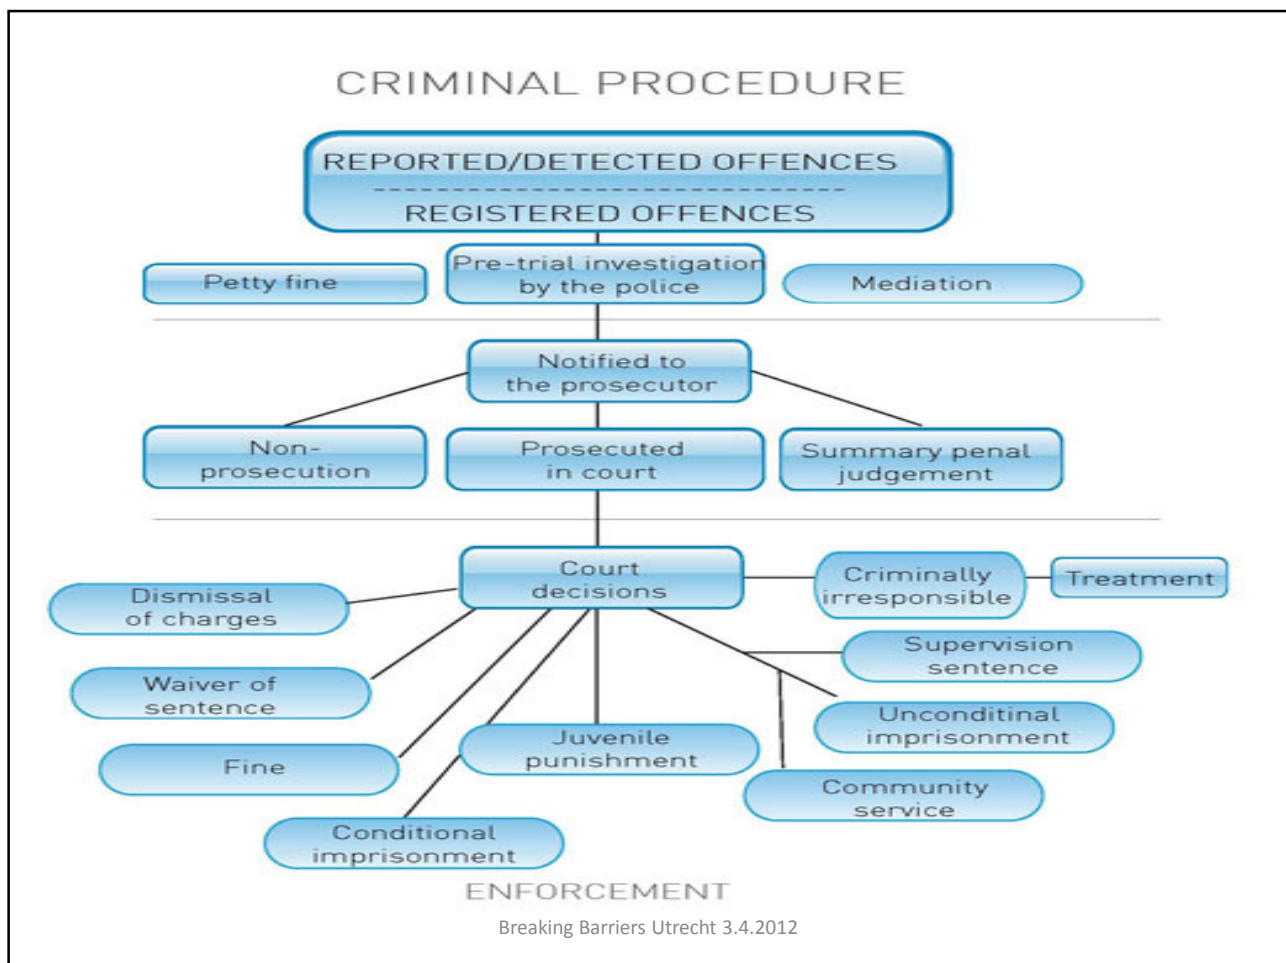 CRIMINAL PROCEDURE
REPORTED/DETECTED OFFENCES
REGISTERED OFFENCES
Petty fine
Pre-trial investigation
by the police
Mediation
Notified to
the prosecutor
Non-
prosecution
Prosecuted
in court
Summary penal
judgement
Court
decisions
Criminally
irresponsible
Treatment
Dismissal
of charges
Supervision
sentence
Waiver of
sentence
Unconditinal
imprisonment
Fine
Juvenile
punishment
Community
service
Conditional
imprisonment
ENFORCEMENT
Breaking Barriers Utrecht 3.4.2012